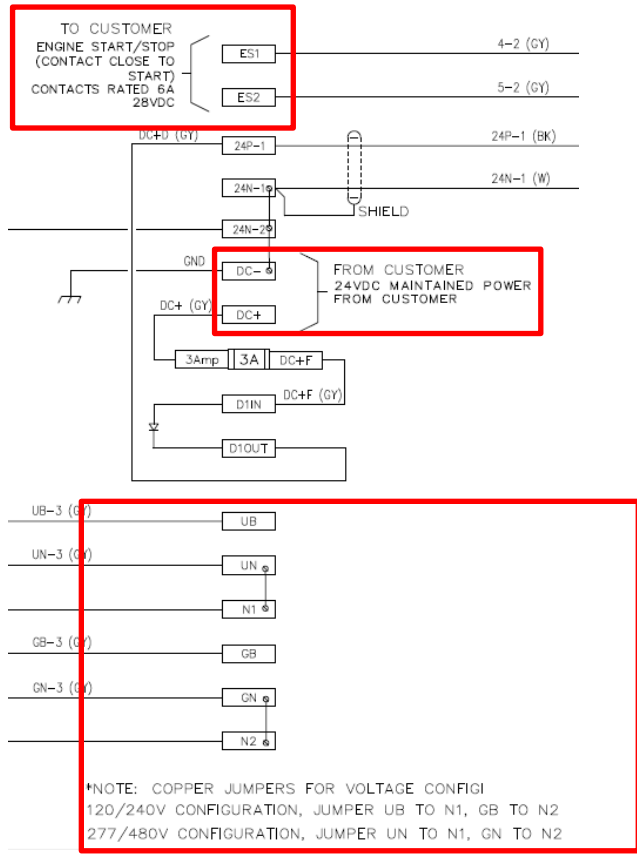 TO CUSTOMER
ENGINE START/STOP
(CONTACT CLOSE TO
START)
CONTACTS RATED 6A
28VDC
ES1
4-2 (GY)
ES2
5-2 (GY)
DC+D (GY)
24P-1
24P-1 (BK)
24N-1
24N-1 (W)
SHIELD
24N-2
GND
DC-
FROM CUSTOMER
24VDC MAINTAINED POWER
FROM CUSTOMER
DC+ (GY)
DC+
3Amp
3A
DC+F
DC+F (GY)
D1IN
D1OUT
UB-3 (GY)
UB
UN-3 (GY)
UN
N1
GB-3 (GY)
GB
GN-3 (GY)
GN
N2
*NOTE: COPPER JUMPERS FOR VOLTAGE CONFIGI
120/240V CONFIGURATION, JUMPER UB TO N1, GB TO N2
277/480V CONFIGURATION, JUMPER UN TO N1, GN TO N2